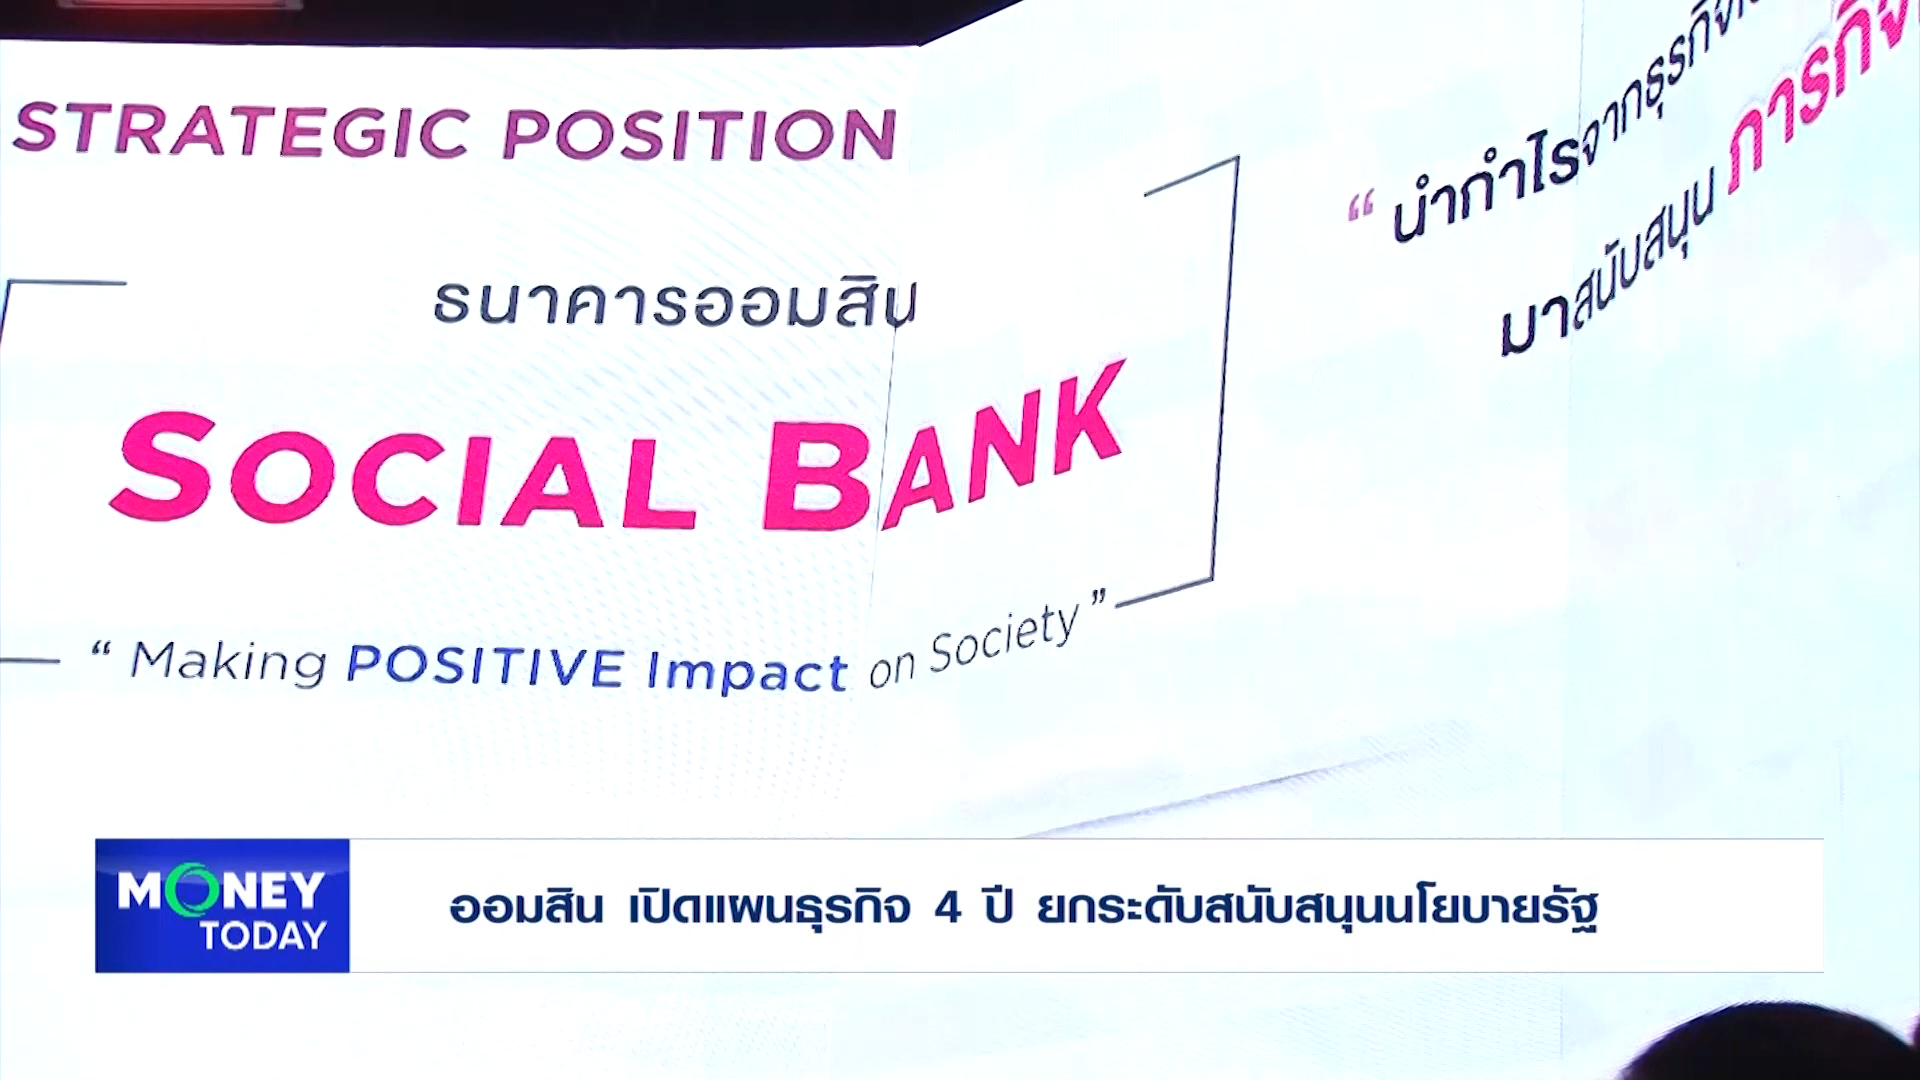 STRATEGIC POSITION
ธนาคารออมสิน
SOCIAL BANK
“ Making POSITIVE Impact on Society ”
“ นำกำไรจากธุรกิจ
มาสนับสนุน ภารกิจ
MONEY
TODAY
ออมสิน เปิดแผนธุรกิจ 4 ปี ยกระดับสนับสนุนนโยบายรัฐ